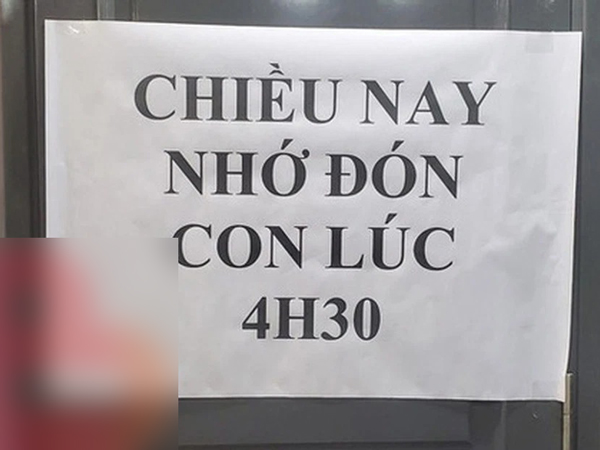 CHIỀU NAY
NHỚ ĐÓN
CON LÚC
4H30